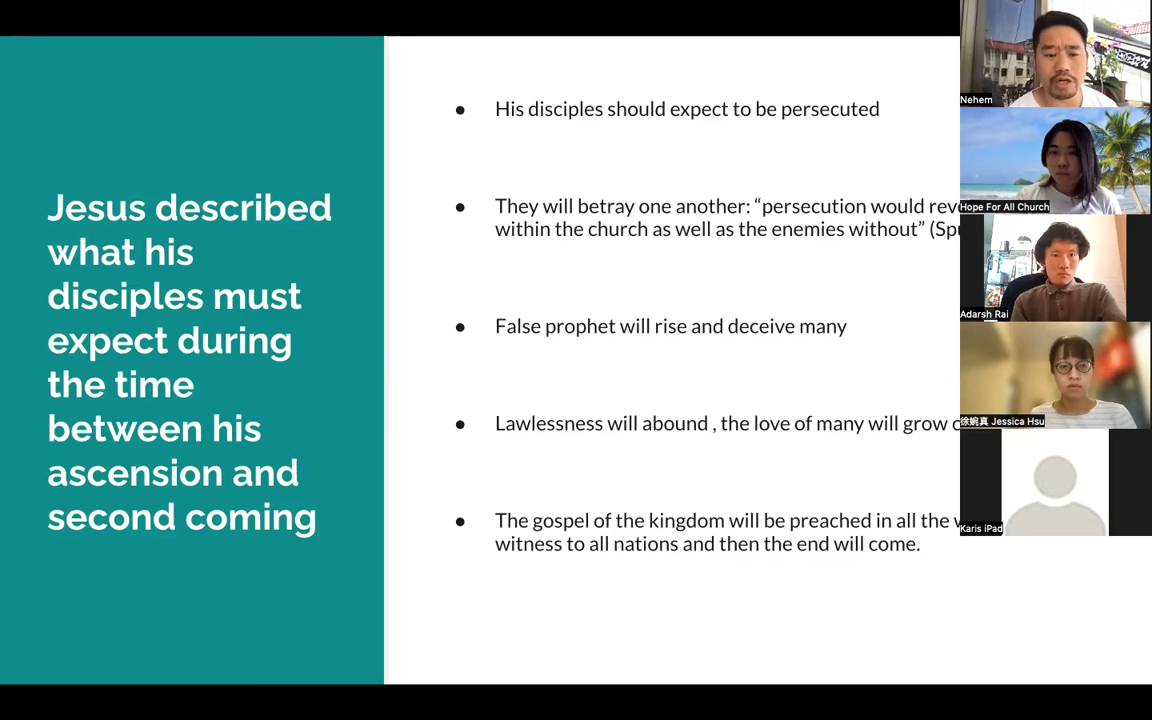 Jesus described
what his
disciples must
expect during
the time
between his
ascension and
second coming
● His disciples should expect to be persecuted
● They will betray one another: “persecution would
within the church as well as the enemies without”
● False prophet will rise and deceive many
● Lawlessness will abound , the love of many will grow
● The gospel of the kingdom will be preached in all the
witness to all nations and then the end will come.
Nehem
Hope For All Church
Adarsh Rai
徐婉真 Jessica Hsu
Karis iPad